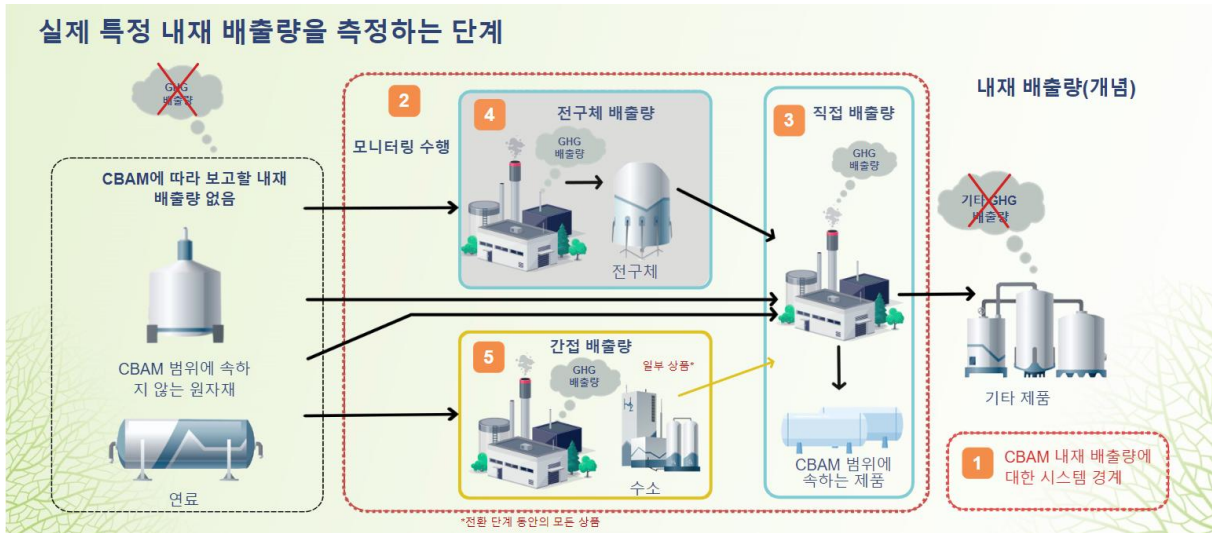 실제 특정 내재 배출량을 측정하는 단계
GHG
배출량
CBAM에 따라 보고할 내재
배출량 없음
CBAM 범위에 속하
지 않는 원자재
연료
2
모니터링 수행
4
전구체 배출량
GHG
배출량
전구체
5
간접 배출량
GHG
배출량
일부 상품*
수소
*전환 단계 동안의 모든 상품
3
직접 배출량
GHG
배출량
CBAM 범위에
속하는 제품
내재 배출량(개념)
기타 GHG
배출량
기타 제품
1
CBAM 내재 배출량에
대한 시스템 경계